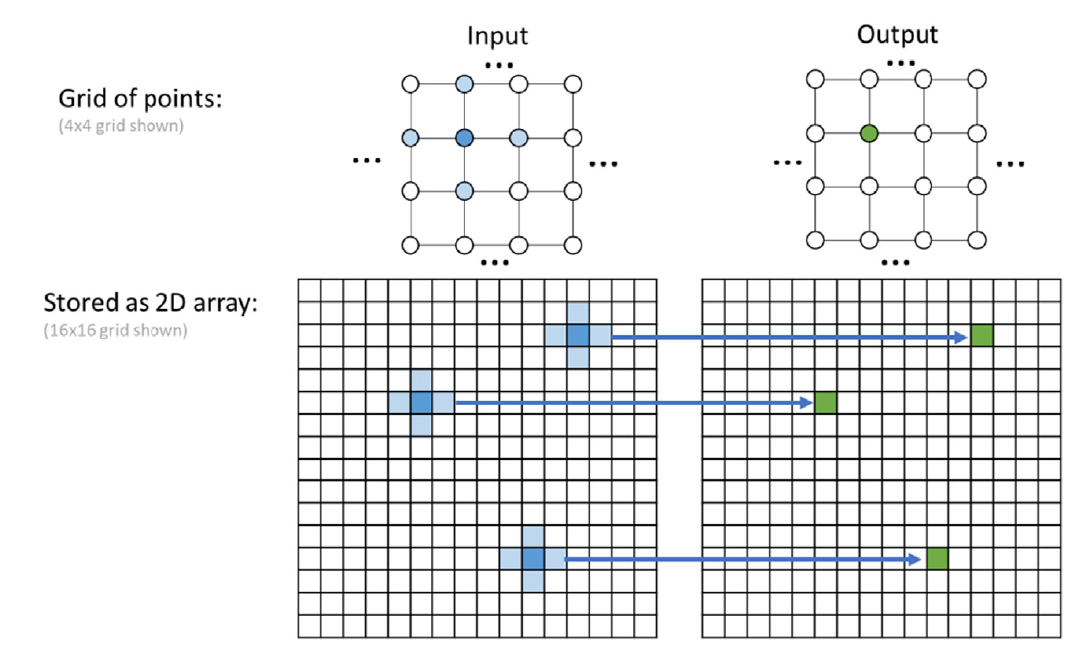 Input
Output
...
...
Grid of points:
(4x4 grid shown)
...
...
...
...
...
...
Stored as 2D array:
(16x16 grid shown)